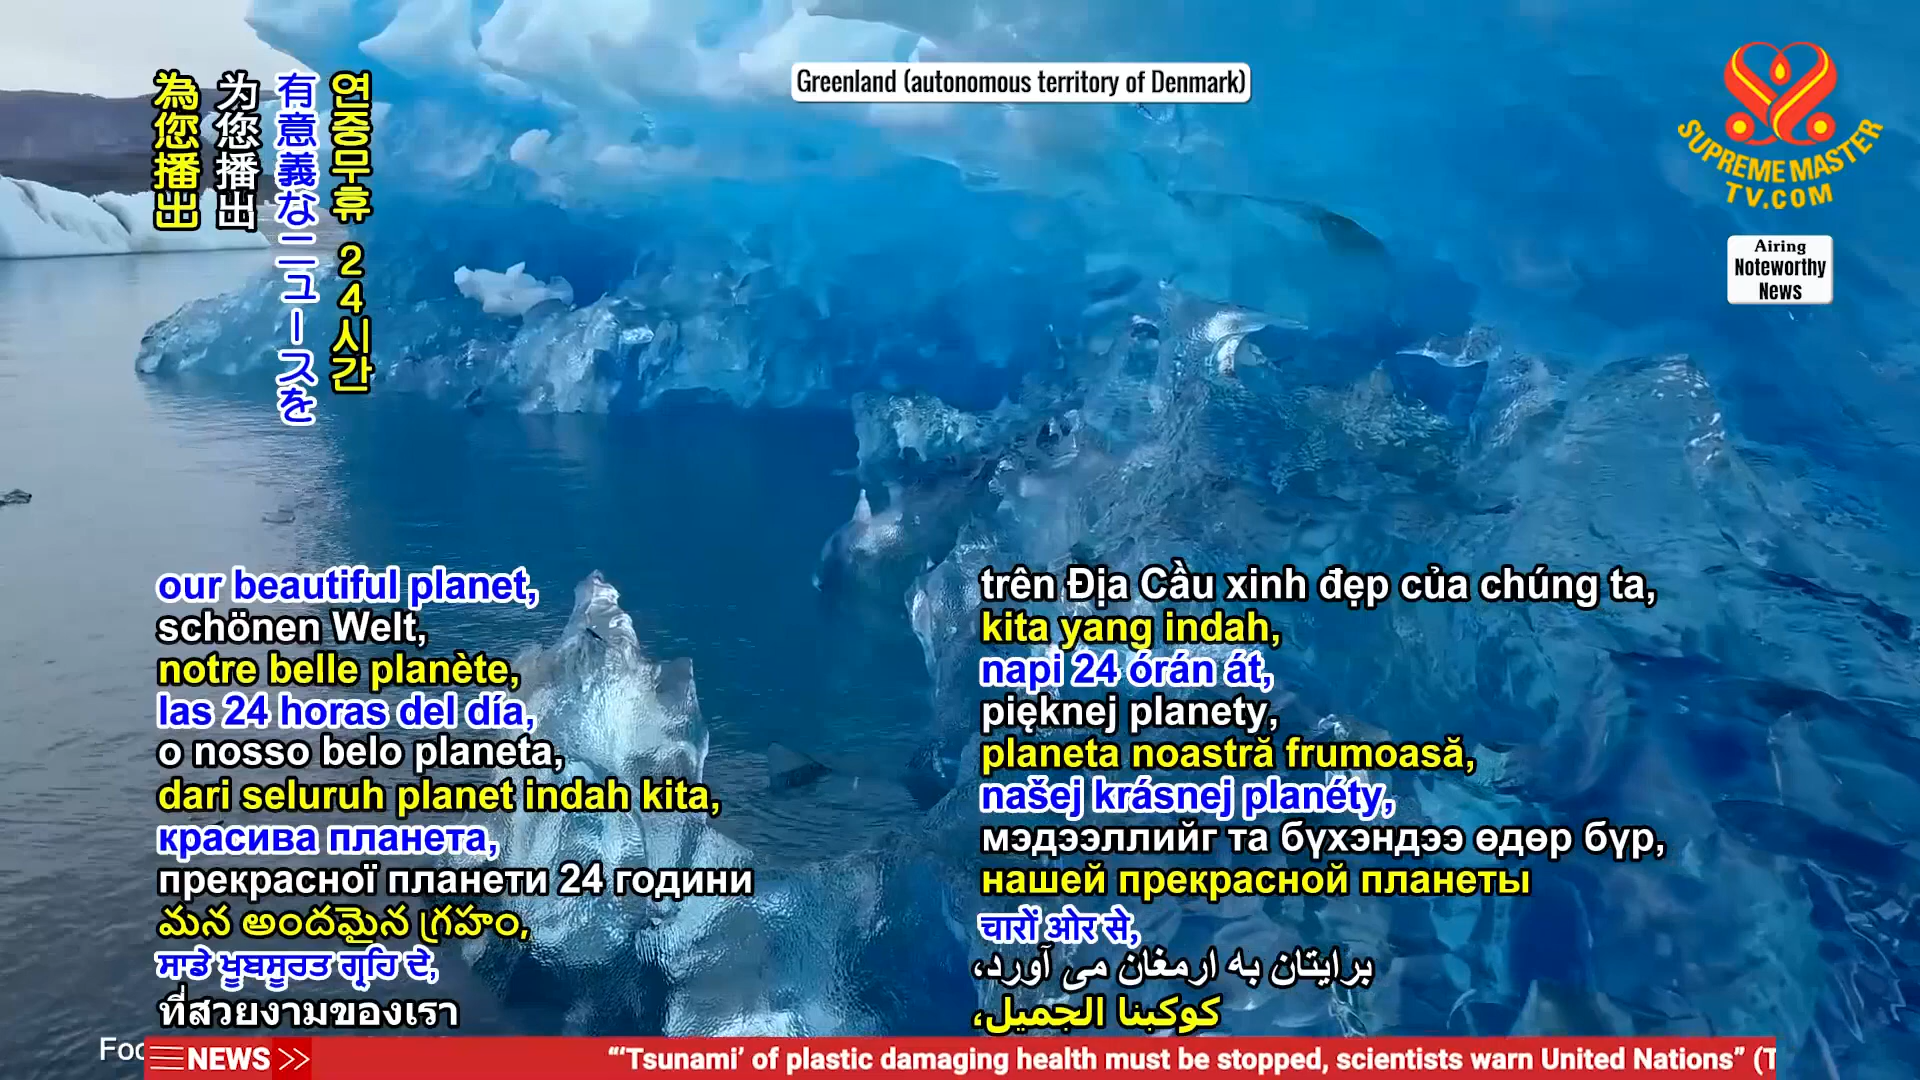 Greenland (autonomous territory of Denmark)
SUPREME MASTER
TV.COM
Airing
Noteworthy
News
為您播出
为您播出
有意義なニュースを
연중무휴 24시간
our beautiful planet,
schönen Welt,
notre belle planète,
las 24 horas del día,
o nosso belo planeta,
dari seluruh planet indah kita,
красива планета,
прекрасної планети 24 години
మన అందమైన గ్రహం,
ਸਾਡੇ ਖੂਬਸੂਰਤ ਗ੍ਰਹਿ ਦੇ,
ที่สวยงามของเรา
trên Địa Cầu xinh đẹp của chúng ta,
kita yang indah,
napi 24 órán át,
pięknej planety,
planeta noastră frumoasă,
našej krásnej planéty,
мэдээллийг та бүхэндээ өдөр бүр,
нашей прекрасной планеты
चारों ओर से,
برایتان به ارمغان می آورد،
كوكبنا الجميل،
NEWS
“‘Tsunami’ of plastic damaging health must be stopped, scientists warn United Nations” (T